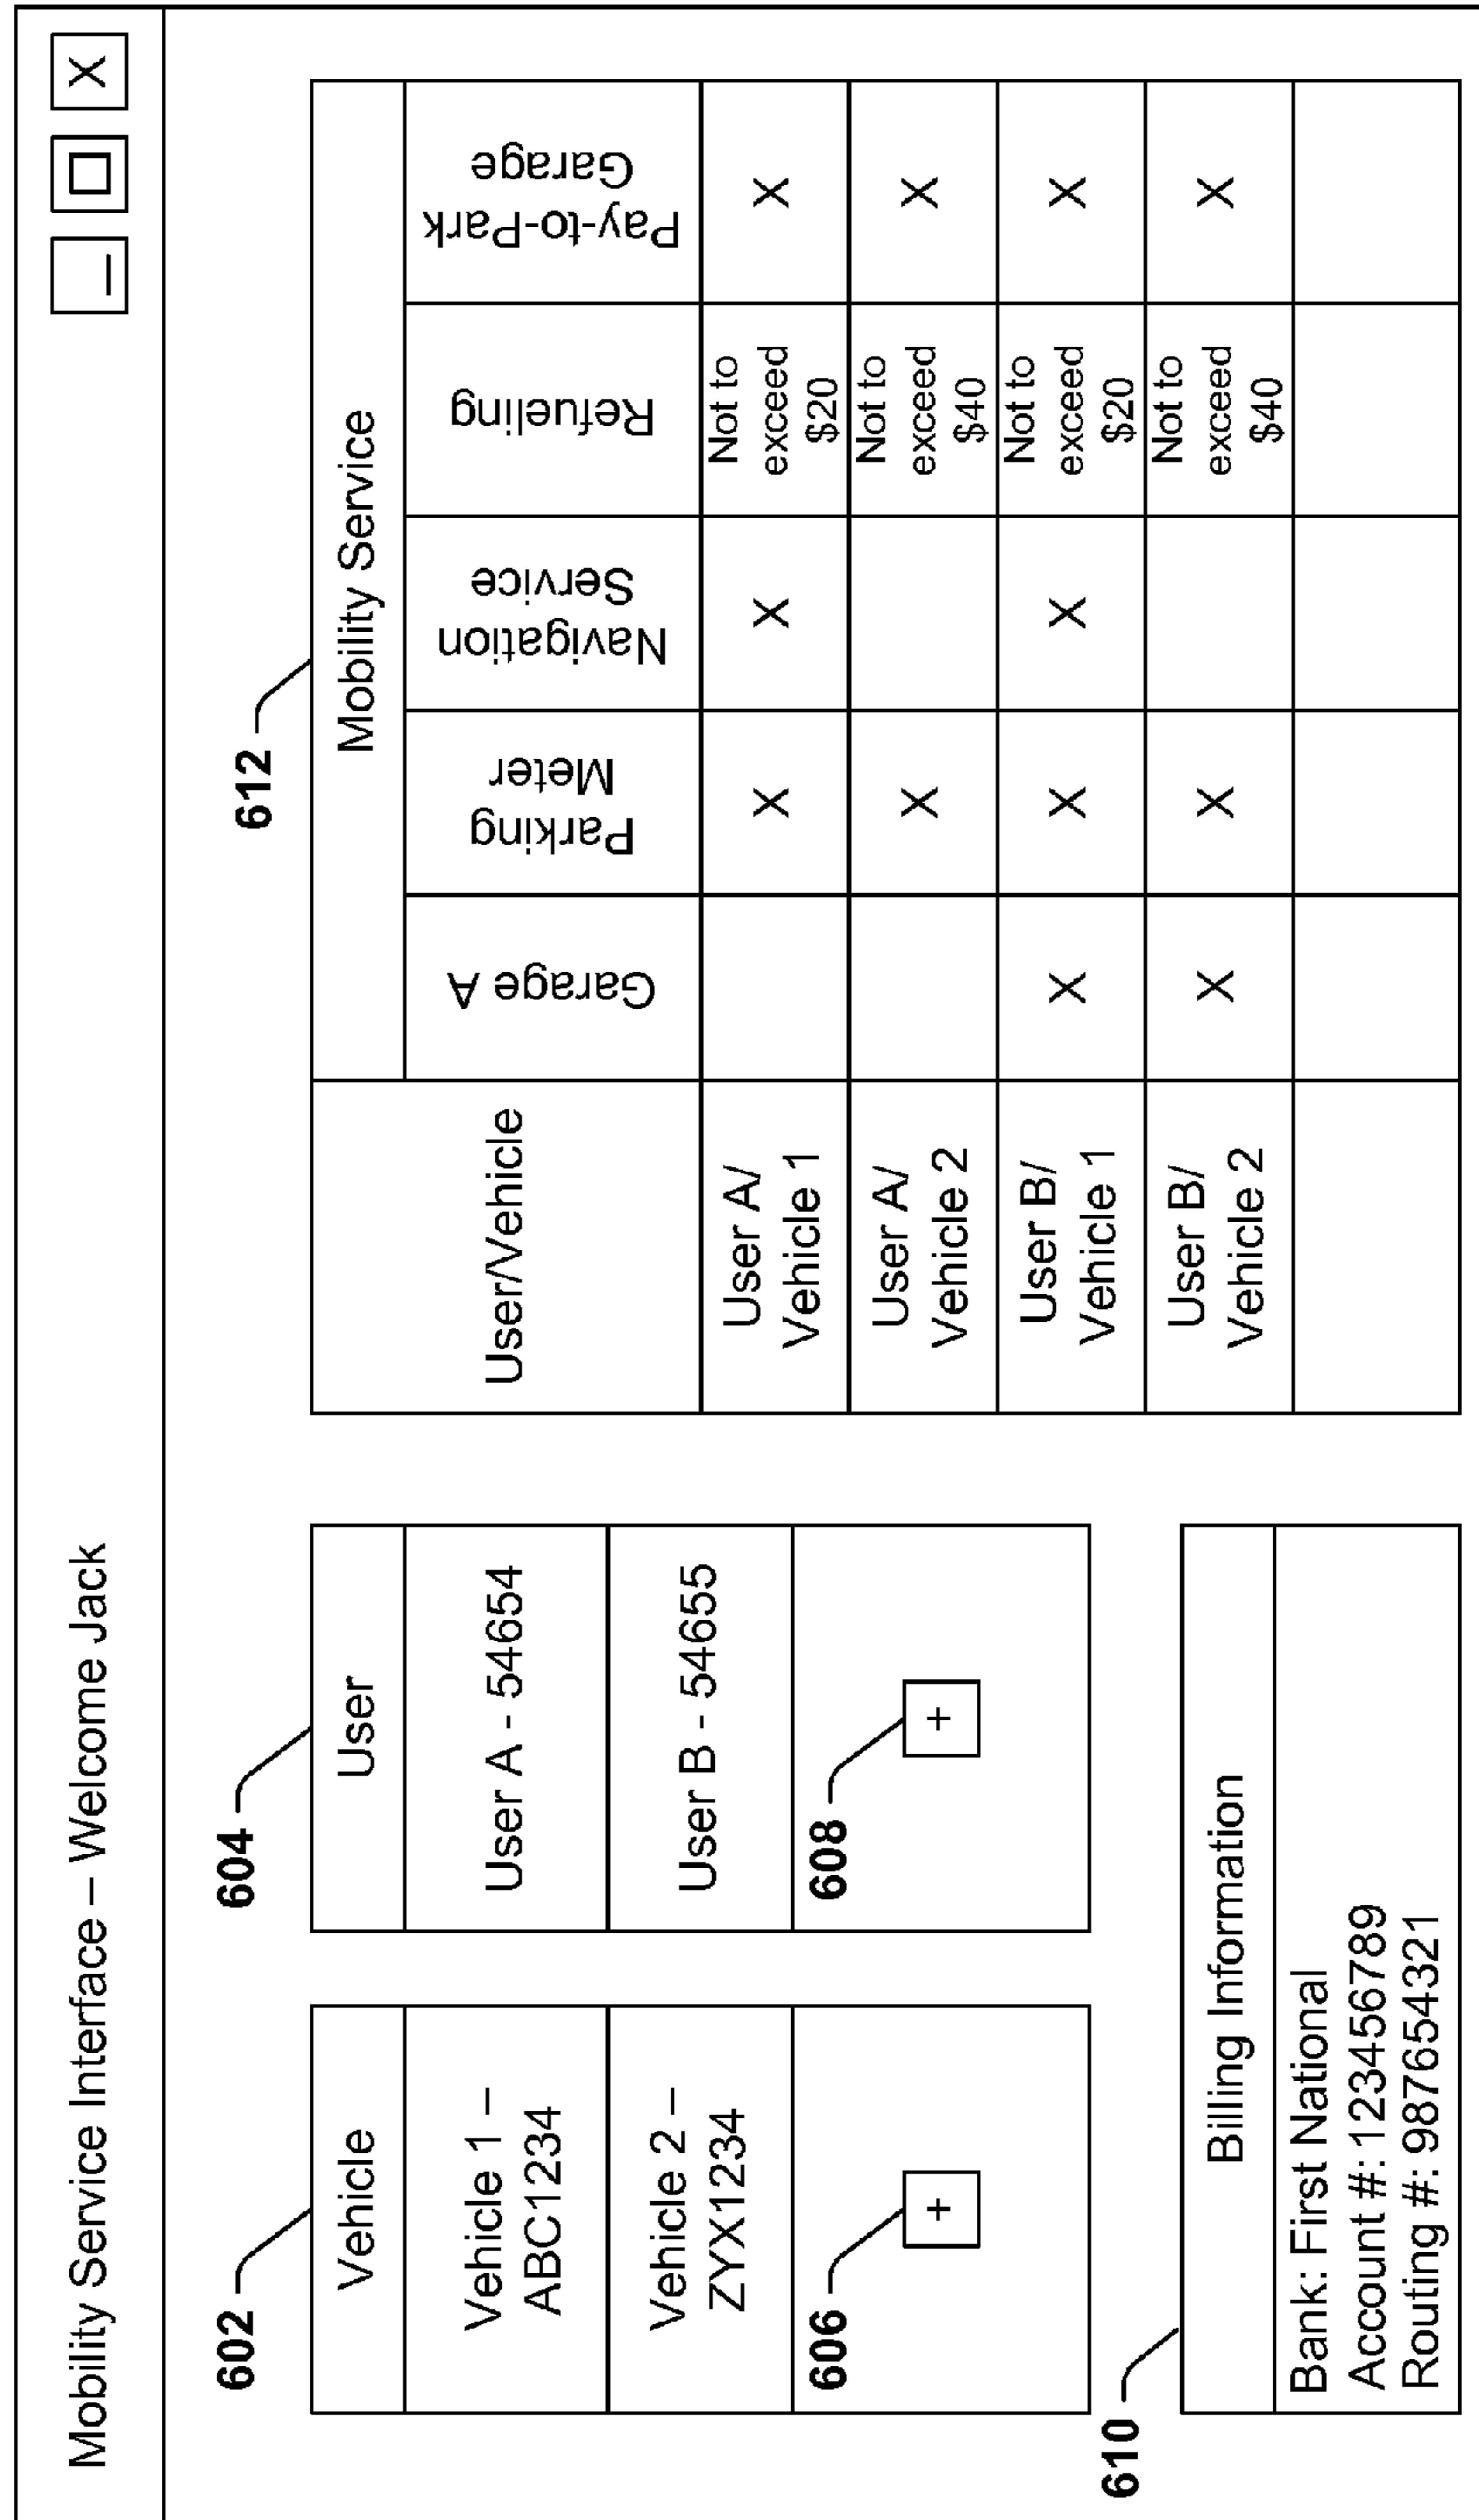 Mobility Service Interface – Welcome Jack
_ X
602
Vehicle
Vehicle 1 –
ABC1234
Vehicle 2 –
ZYX1234
606
+
604
User
User A - 54654
User B - 54655
608
+
610
Billing Information
Bank: First National
Account #: 123456789
Routing #: 987654321
612
User/Vehicle
Mobility Service
Garage A
Parking
Meter
Navigation
Service
Refueling
Pay-to-Park
Garage
User A/
Vehicle 1
X
X
Not to
exceed
$20
X
User A/
Vehicle 2
X
Not to
exceed
$40
X
User B/
Vehicle 1
X
X
X
Not to
exceed
$20
X
User B/
Vehicle 2
X
X
Not to
exceed
$40
X